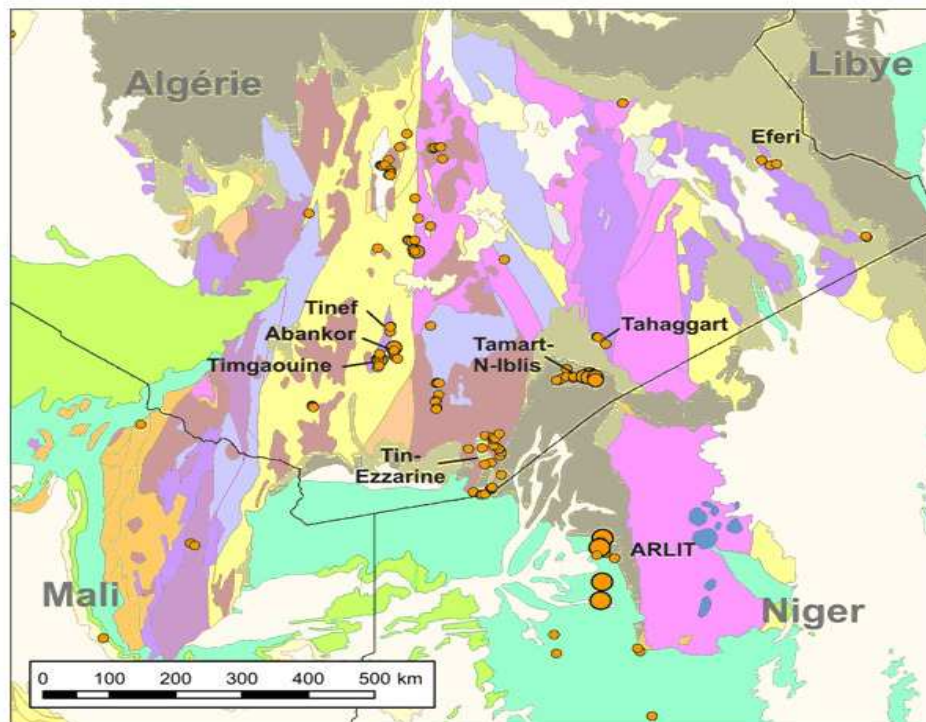 Algérie
Libye
Eferi
Tinef
Abankor
Timgaouine
Tahaggart
Tamart-
N-Iblis
Tin-
Ezzarine
ARLIT
Mali
Niger
0 100 200 300 400 500 km